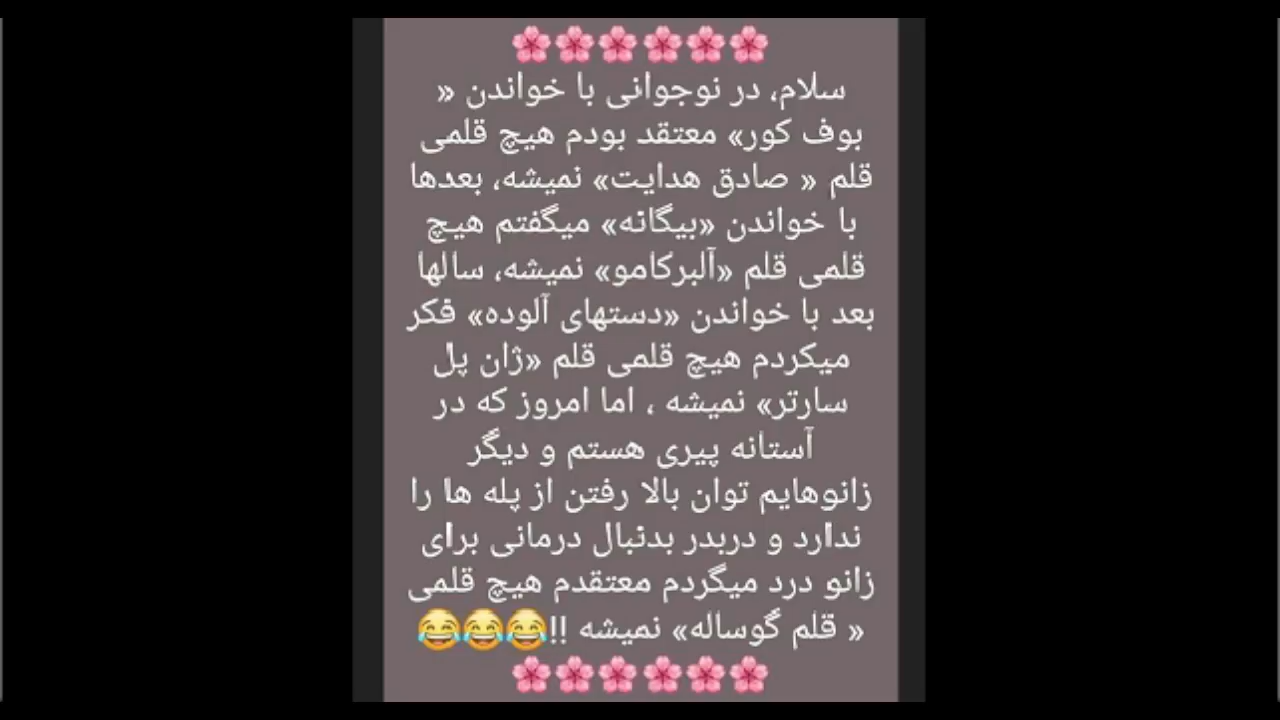 🌸🌸🌸🌸🌸🌸
سلام، در نوجوانی با خواندن «
بوف کور» معتقد بودم هیچ قلمی
قلم « صادق هدایت» نمیشه، بعدها
با خواندن «بیگانه» میگفتم هیچ
قلمی قلم «آلبرکامو» نمیشه، سالها
بعد با خواندن «دستهای آلوده» فکر
میکردم هیچ قلمی قلم «ژان پل
سارتر» نمیشه ، اما امروز که در
آستانه پیری هستم و دیگر
زانوهایم توان بالا رفتن از پله ها را
ندارد و دربدر بدنبال درمانی برای
زانو درد میگردم معتقدم هیچ قلمی
« قلم گوساله» نمیشه !!😂😂😂
🌸🌸🌸🌸🌸🌸